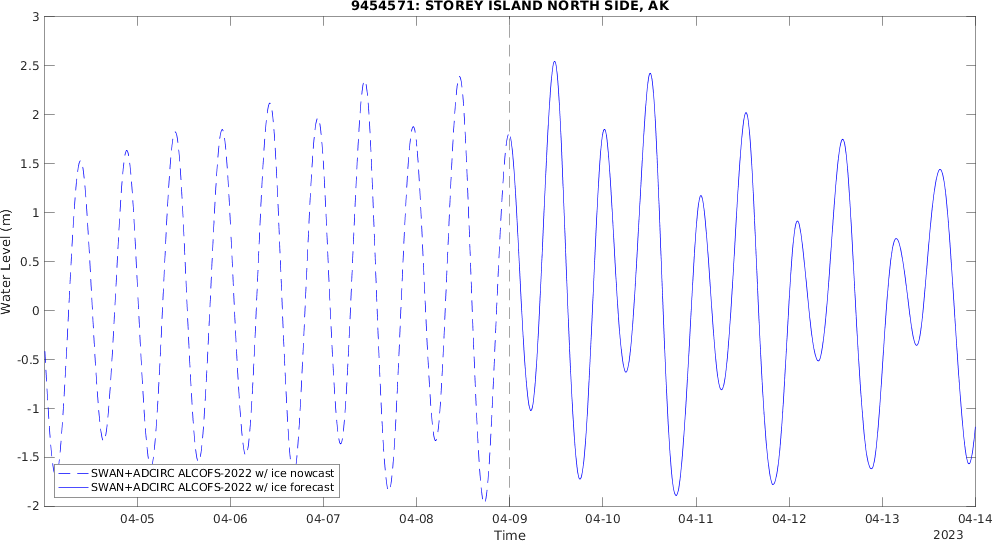 9454571: STOREY ISLAND NORTH SIDE, AK
3
2.5
2
1.5
1
0.5
0
-0.5
-1
-1.5
-2
Water Level (m)
SWAN+ADCIRC ALCOFS-2022 w/ ice nowcast
SWAN+ADCIRC ALCOFS-2022 w/ ice forecast
04-05 04-06 04-07 04-08 04-09 04-10 04-11 04-12 04-13 04-14
Time
2023